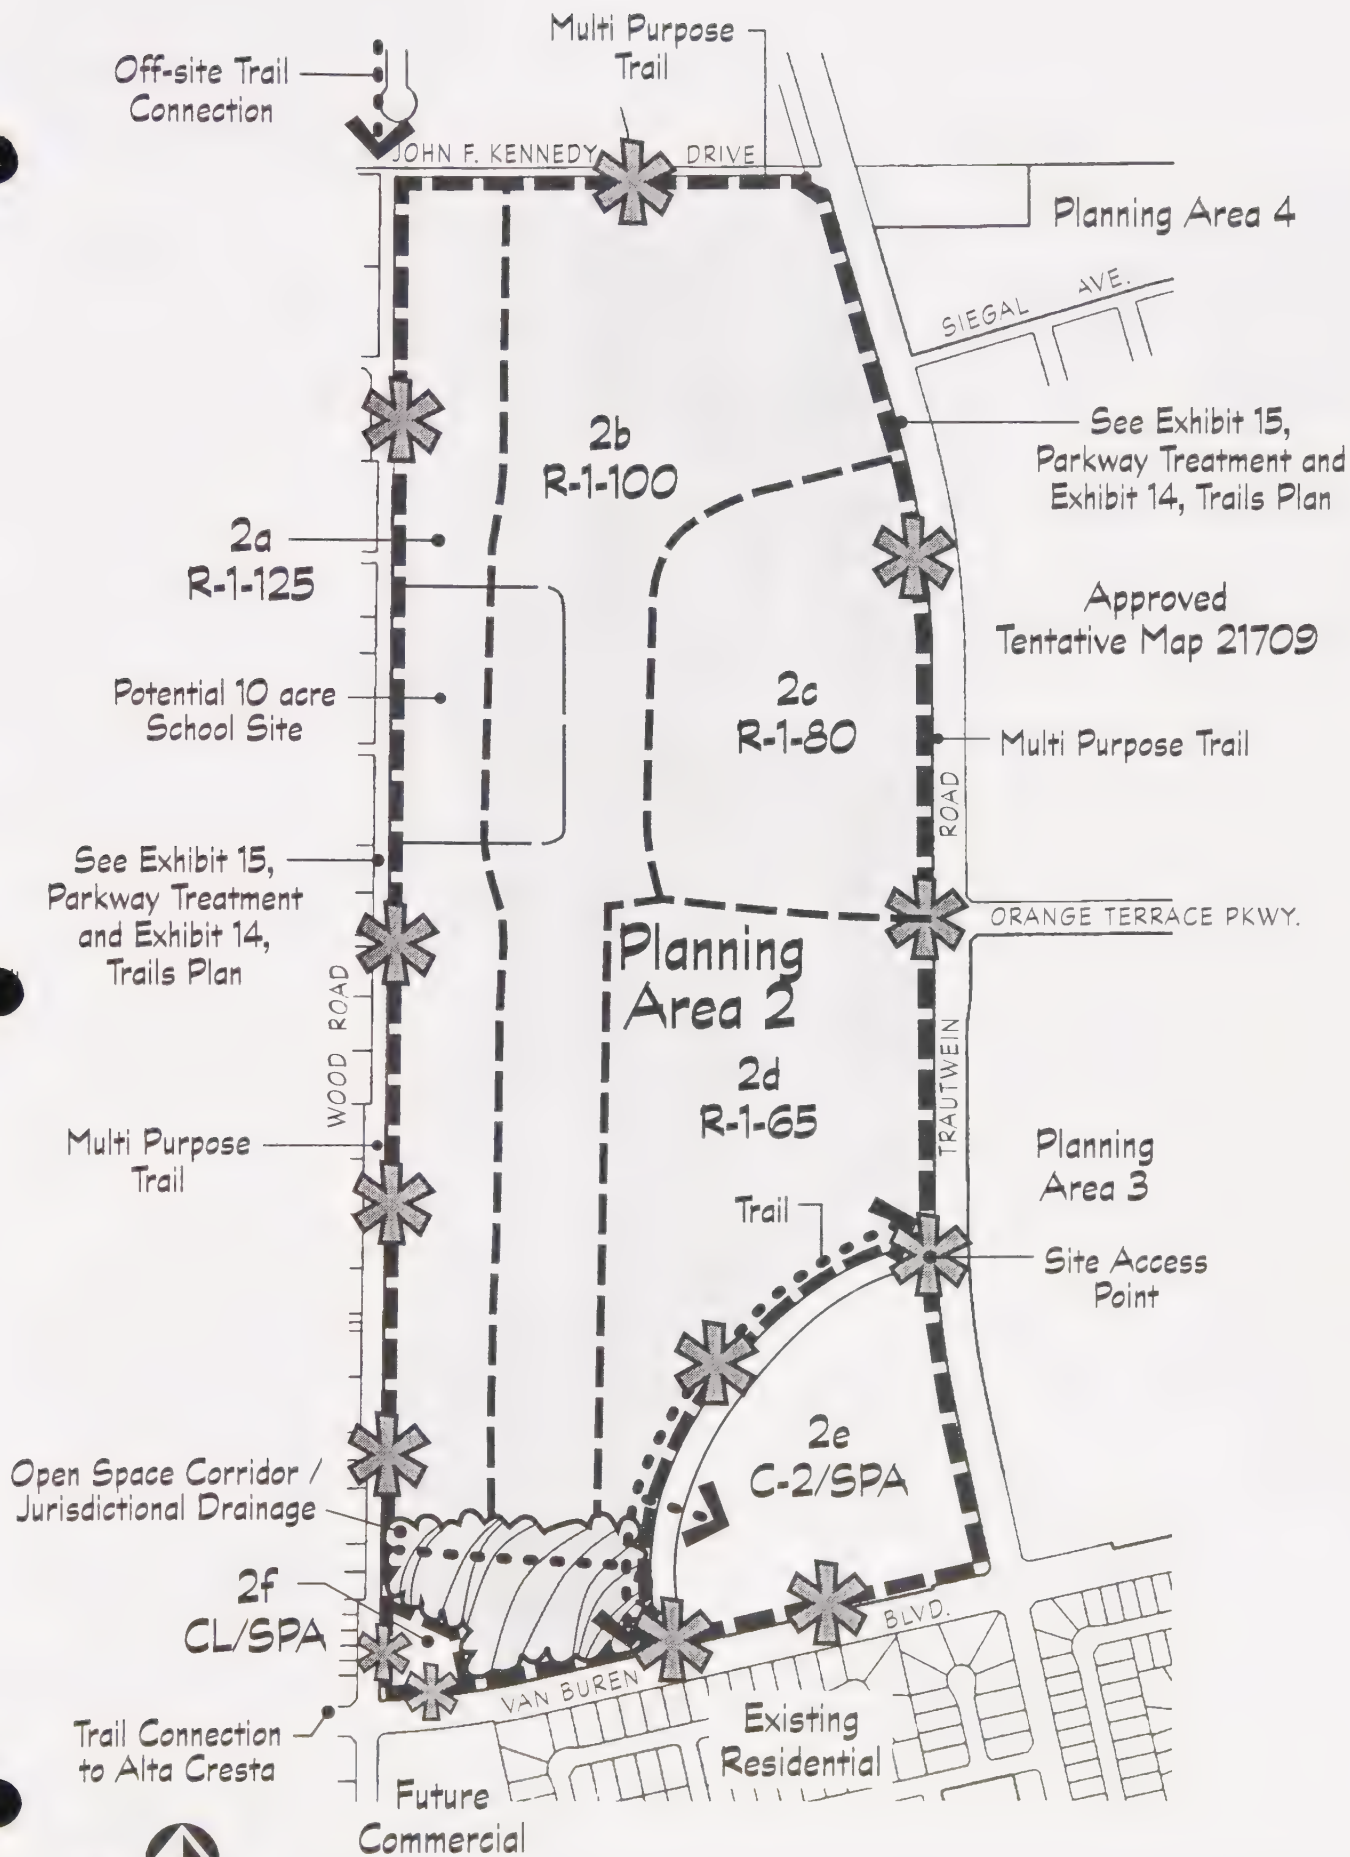 Multi Purpose
Trail
Off-site Trail
Connection
JOHN F. KENNEDY DRIVE
Planning Area 4
SIEGAL AVE.
2b
R-1-100
See Exhibit 15,
Parkway Treatment and
Exhibit 14, Trails Plan
2a
R-1-125
Approved
Tentative Map 21709
Potential 10 acre
School Site
2c
R-1-80
Multi Purpose Trail
ROAD
See Exhibit 15,
Parkway Treatment
and Exhibit 14,
Trails Plan
ORANGE TERRACE PKWY.
Planning
Area 2
WOOD ROAD
TRAUTWEIN
2d
R-1-65
Multi Purpose
Trail
Planning
Area 3
Trail
Site Access
Point
2e
C-2/SPA
Open Space Corridor /
Jurisdictional Drainage
2f
CL/SPA
VAN BUREN BLVD.
Trail Connection
to Alta Cresta
Existing
Residential
Future
Commercial